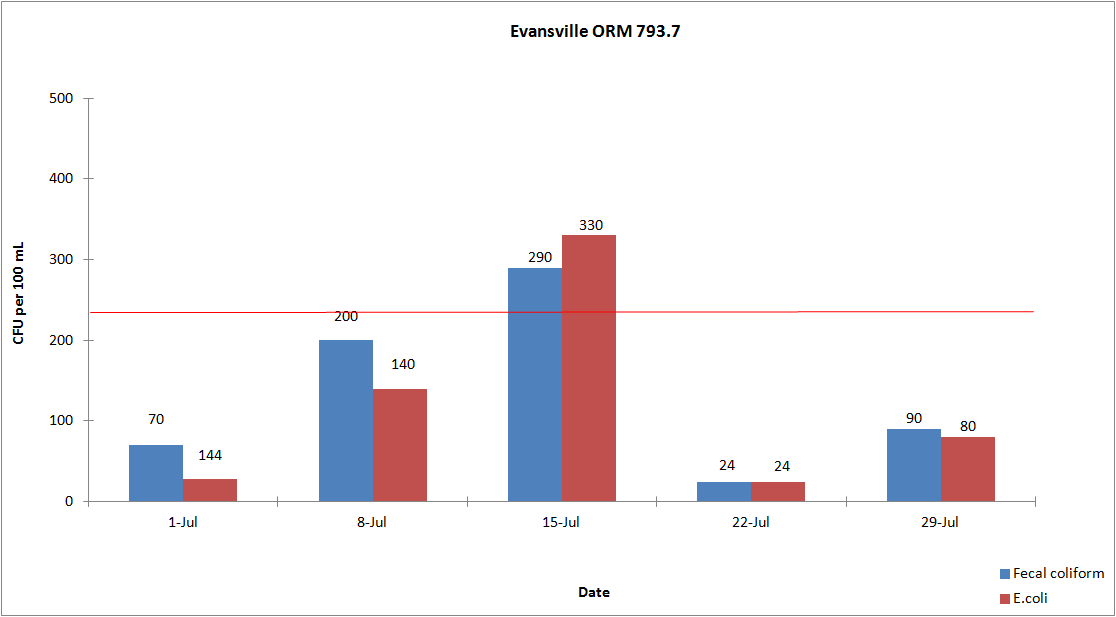 Evansville ORM 793.7
500
400
300
200
100
0
CFU per 100 mL
70
144
200
140
290
330
24
24
90
80
1-Jul
8-Jul
15-Jul
22-Jul
29-Jul
Date
Fecal coliform
E.coli